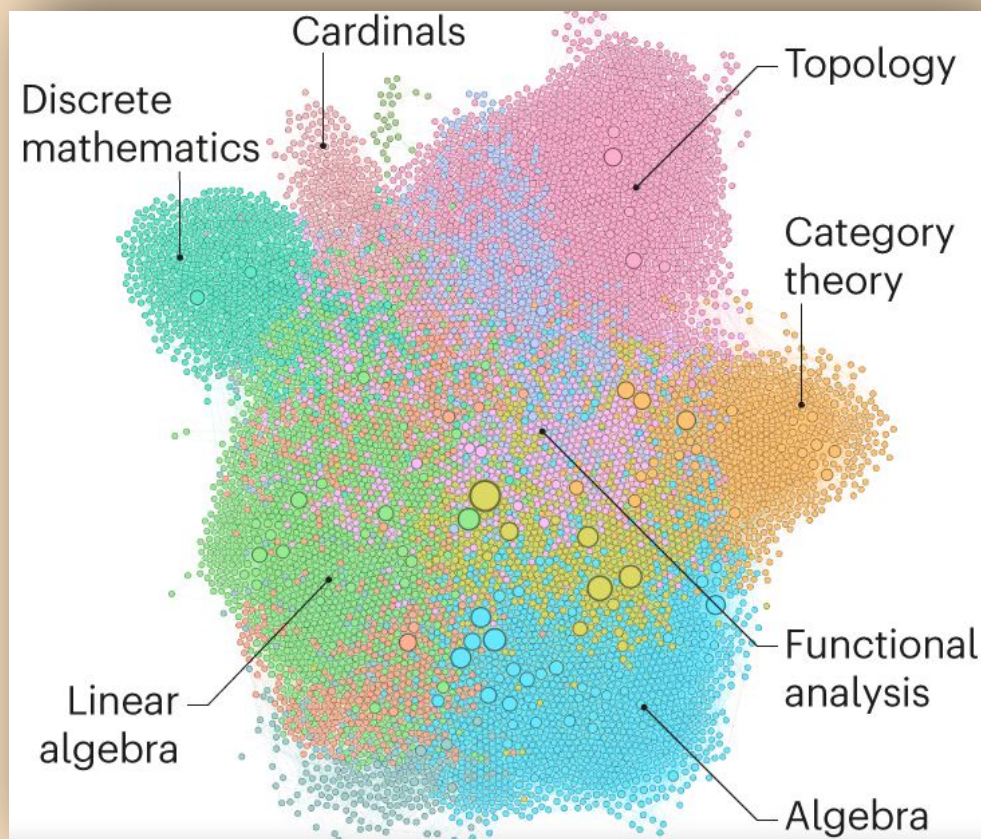 Cardinals
Topology
Discrete
mathematics
Category
theory
Functional
analysis
Linear
algebra
Algebra